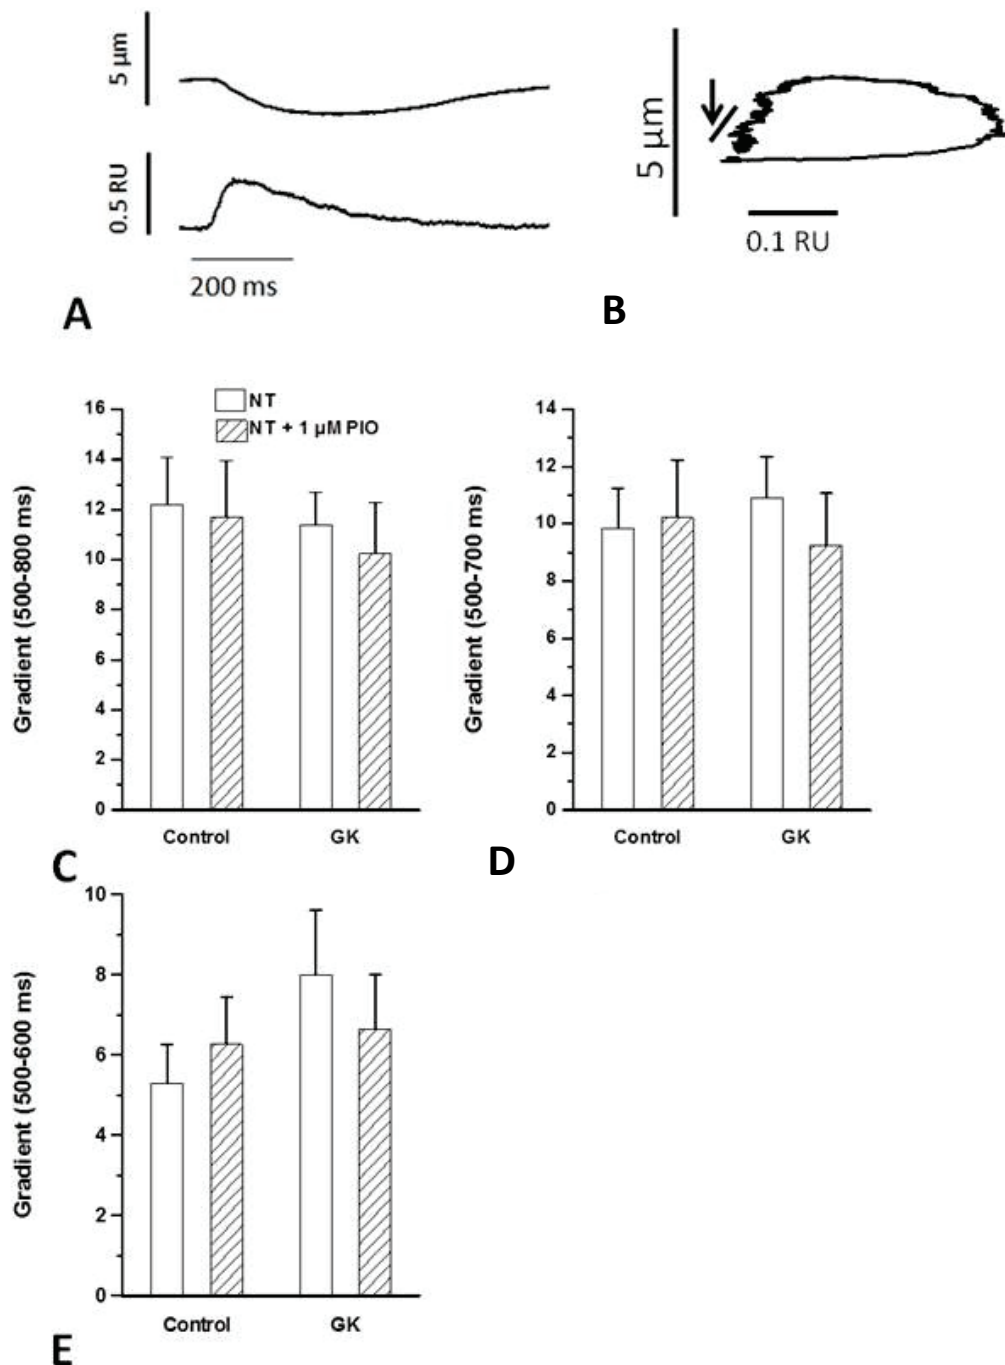 5 µm
0.5 RU
200 ms
A
5 µm
0.1 RU
B
NT
NT + 1 µM PIO
Gradient (500-800 ms)
16
14
12
10
8
6
4
2
0
Control GK
C
Gradient (500-700 ms)
14
12
10
8
6
4
2
0
Control GK
D
Gradient (500-600 ms)
10
8
6
4
2
0
Control GK
E